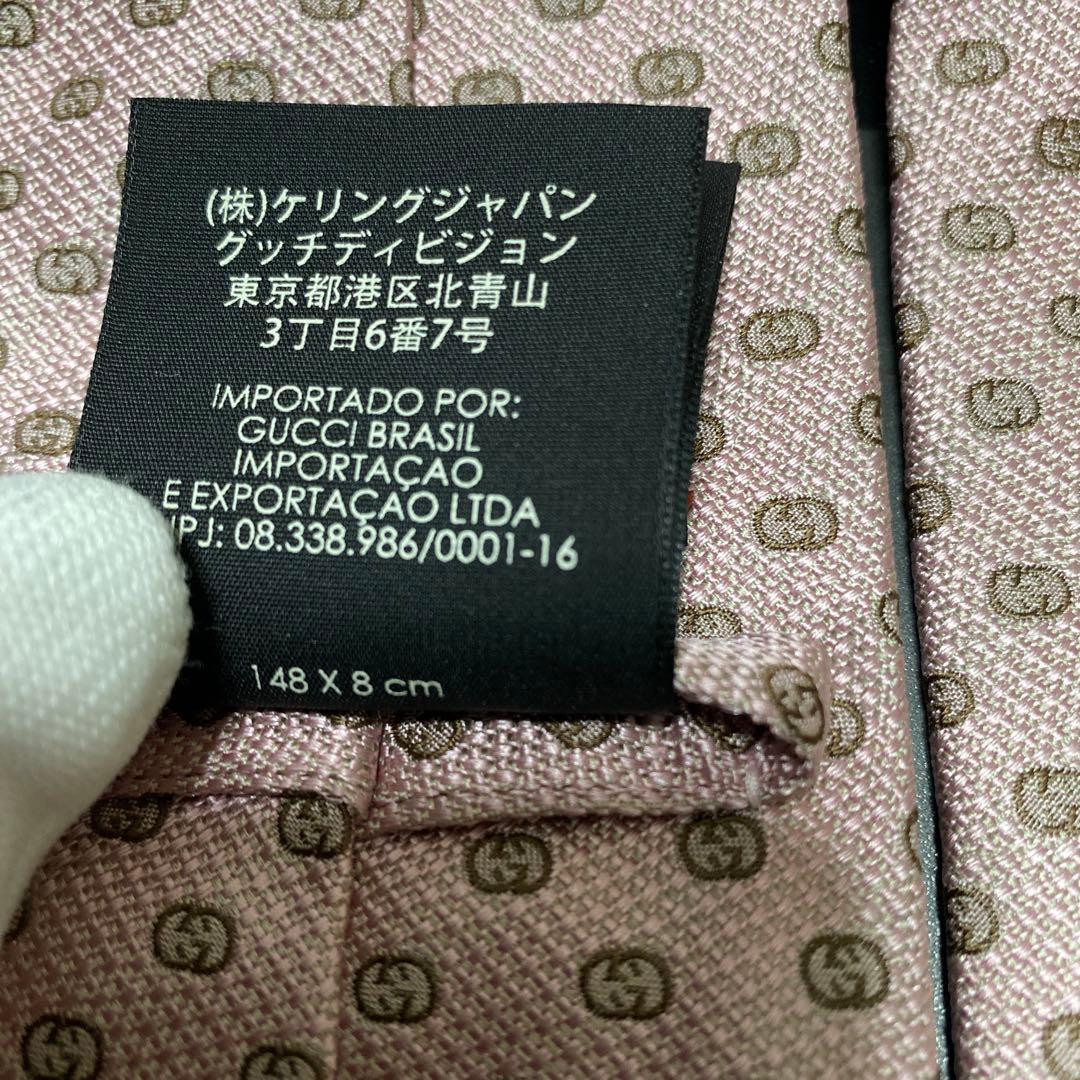 (株)ケリングジャパン
グッチディビジョン
東京都港区北青山
3丁目6番7号
IMPORTADO POR:
GUCCI BRASIL
IMPORTAÇAO
E EXPORTAÇAO LTDA
PJ: 08.338.986/0001-16
148 X 8 cm